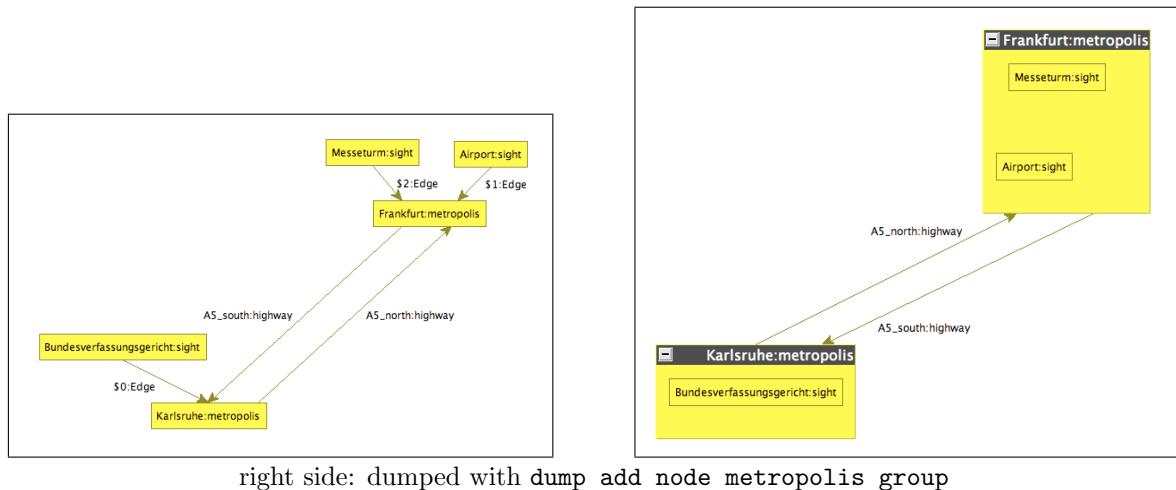 Messeturm:sight
Airport:sight
$2:Edge
$1:Edge
Frankfurt:metropolis
A5_south:highway
A5_north:highway
Bundesverfassungsgericht:sight
$0:Edge
Karlsruhe:metropolis
Frankfurt:metropolis
Messeturm:sight
Airport:sight
A5_north:highway
A5_south:highway
Karlsruhe:metropolis
Bundesverfassungsgericht:sight
right side: dumped with dump add node metropolis group